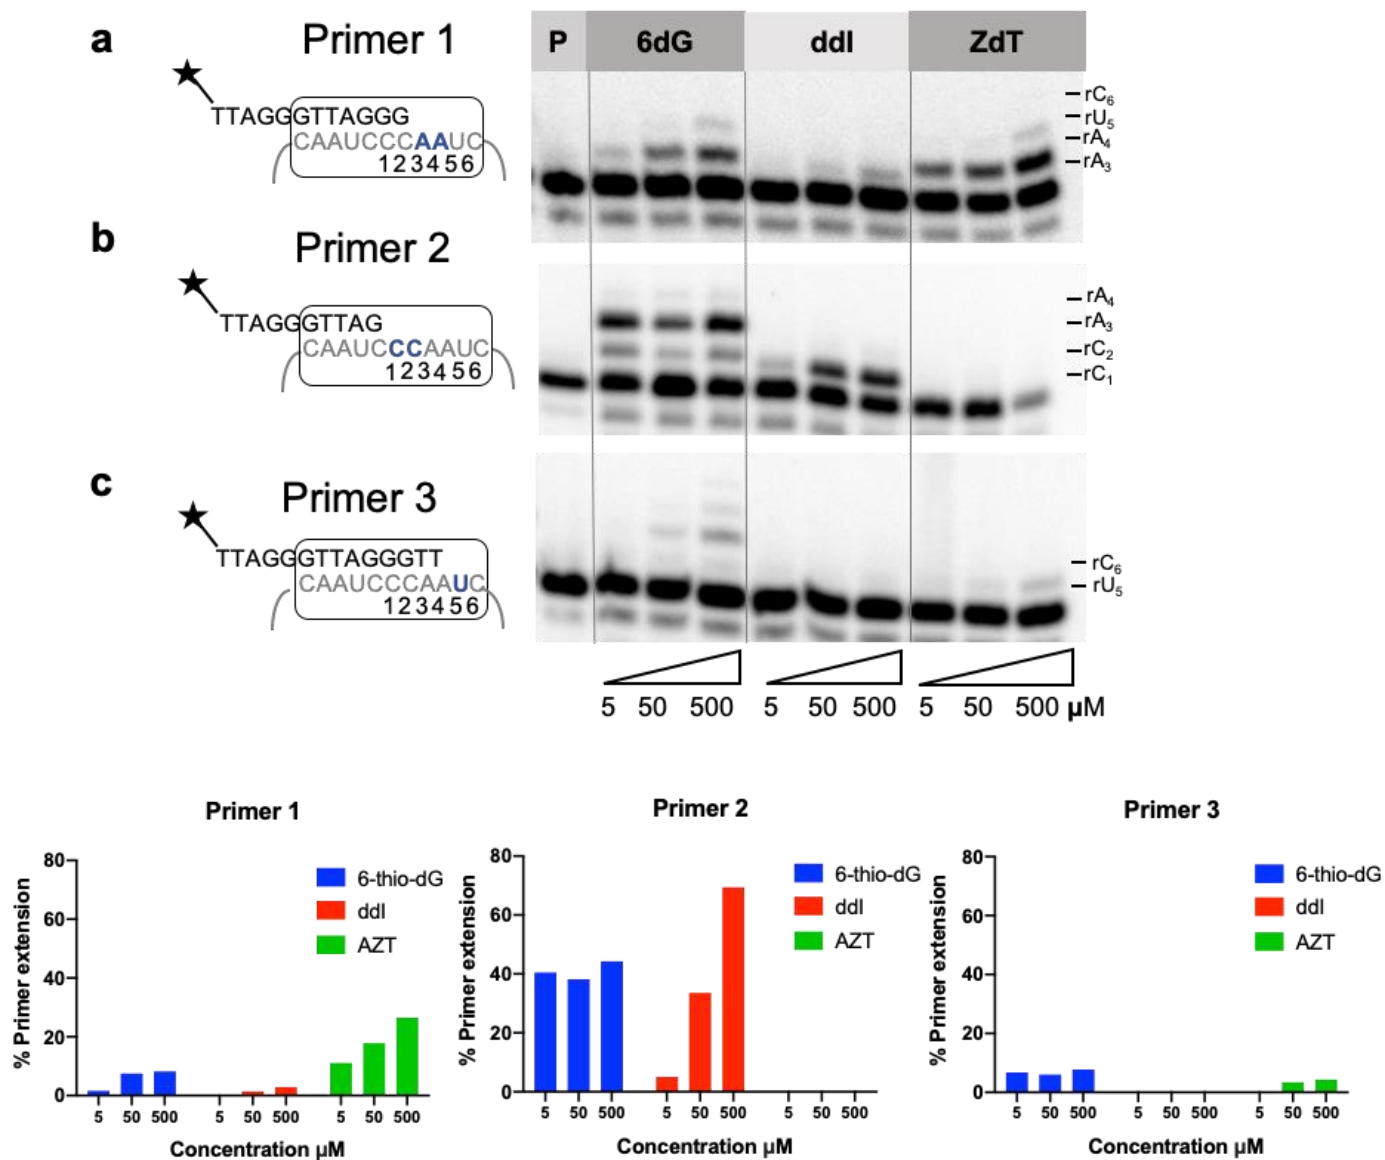 a
Primer 1
TTAGGGTTAGGG
CAAUCCCAAUC
123456
P
6dG
ddI
ZdT
rC6
rU5
rA4
rA3
b
Primer 2
TTAGGGTTAG
CAAUCCCAAUC
123456
rA4
rA3
rC2
rC1
c
Primer 3
TTAGGGTTAGGGTT
CAAUCCCAAUC
123456
rC6
rU5
5 50 500 5 50 500 5 50 500 µM
Primer 1
% Primer extension
80
60
40
20
0
6-thio-dG
ddI
AZT
5 50 500 5 50 500 5 50 500
Concentration µM
Primer 2
% Primer extension
80
60
40
20
0
6-thio-dG
ddI
AZT
5 50 500 5 50 500 5 50 500
Concentration µM
Primer 3
% Primer extension
80
60
40
20
0
6-thio-dG
ddI
AZT
5 50 500 5 50 500 5 50 500
Concentration µM